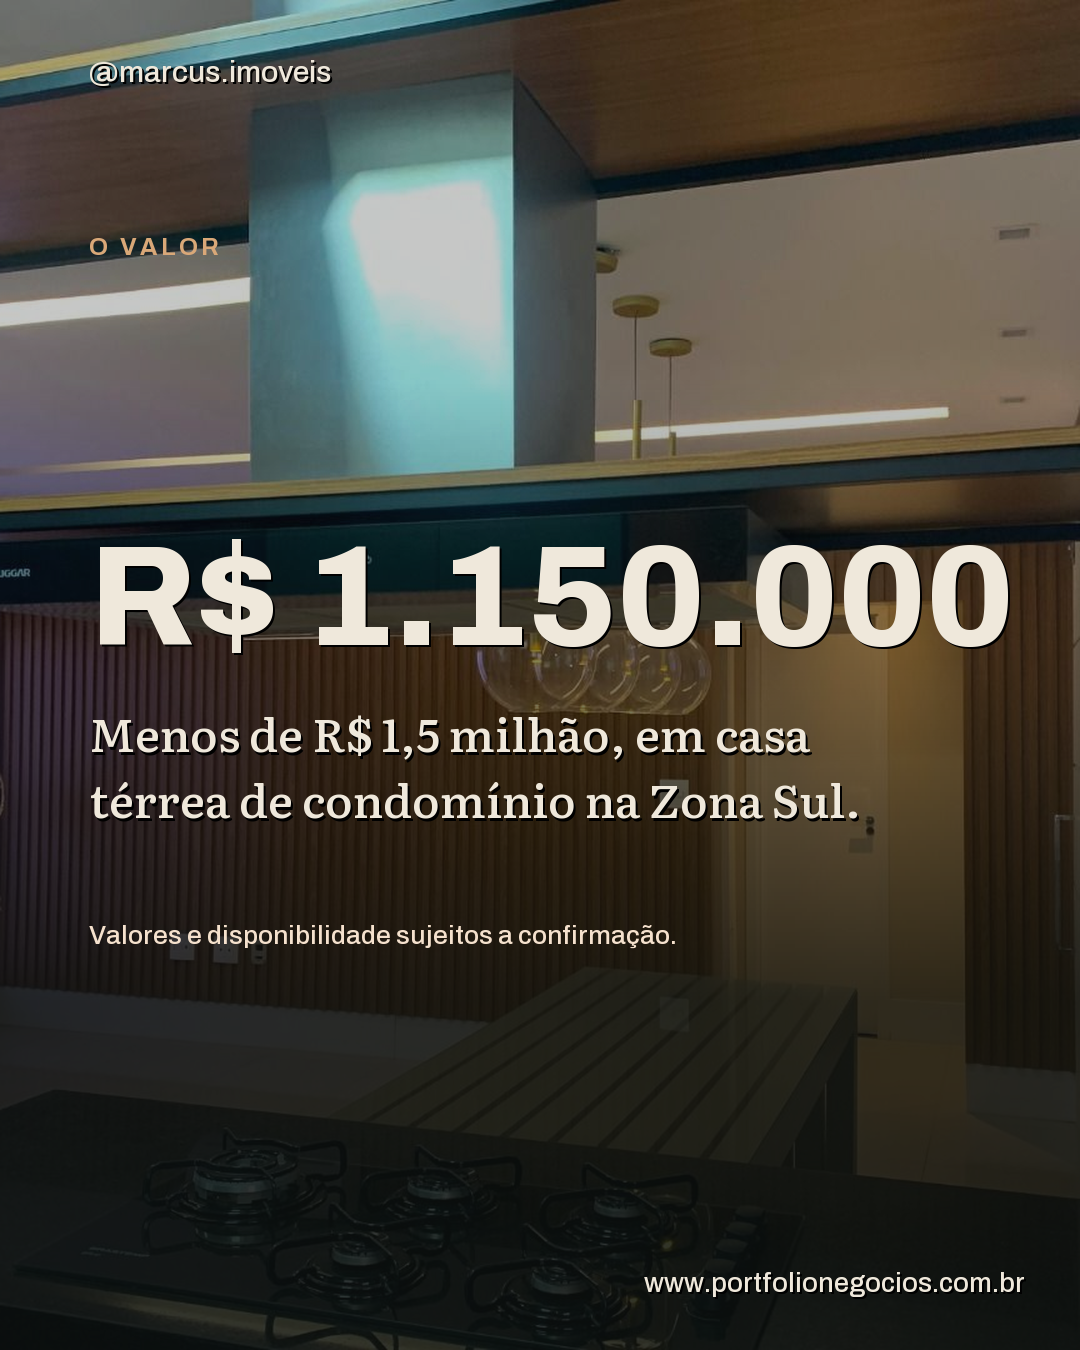 @marcus.imoveis
O VALOR
R$ 1.150.000
Menos de R$ 1,5 milhão, em casa
térrea de condomínio na Zona Sul.
Valores e disponibilidade sujeitos a confirmação.
www.portfolionegocios.com.br